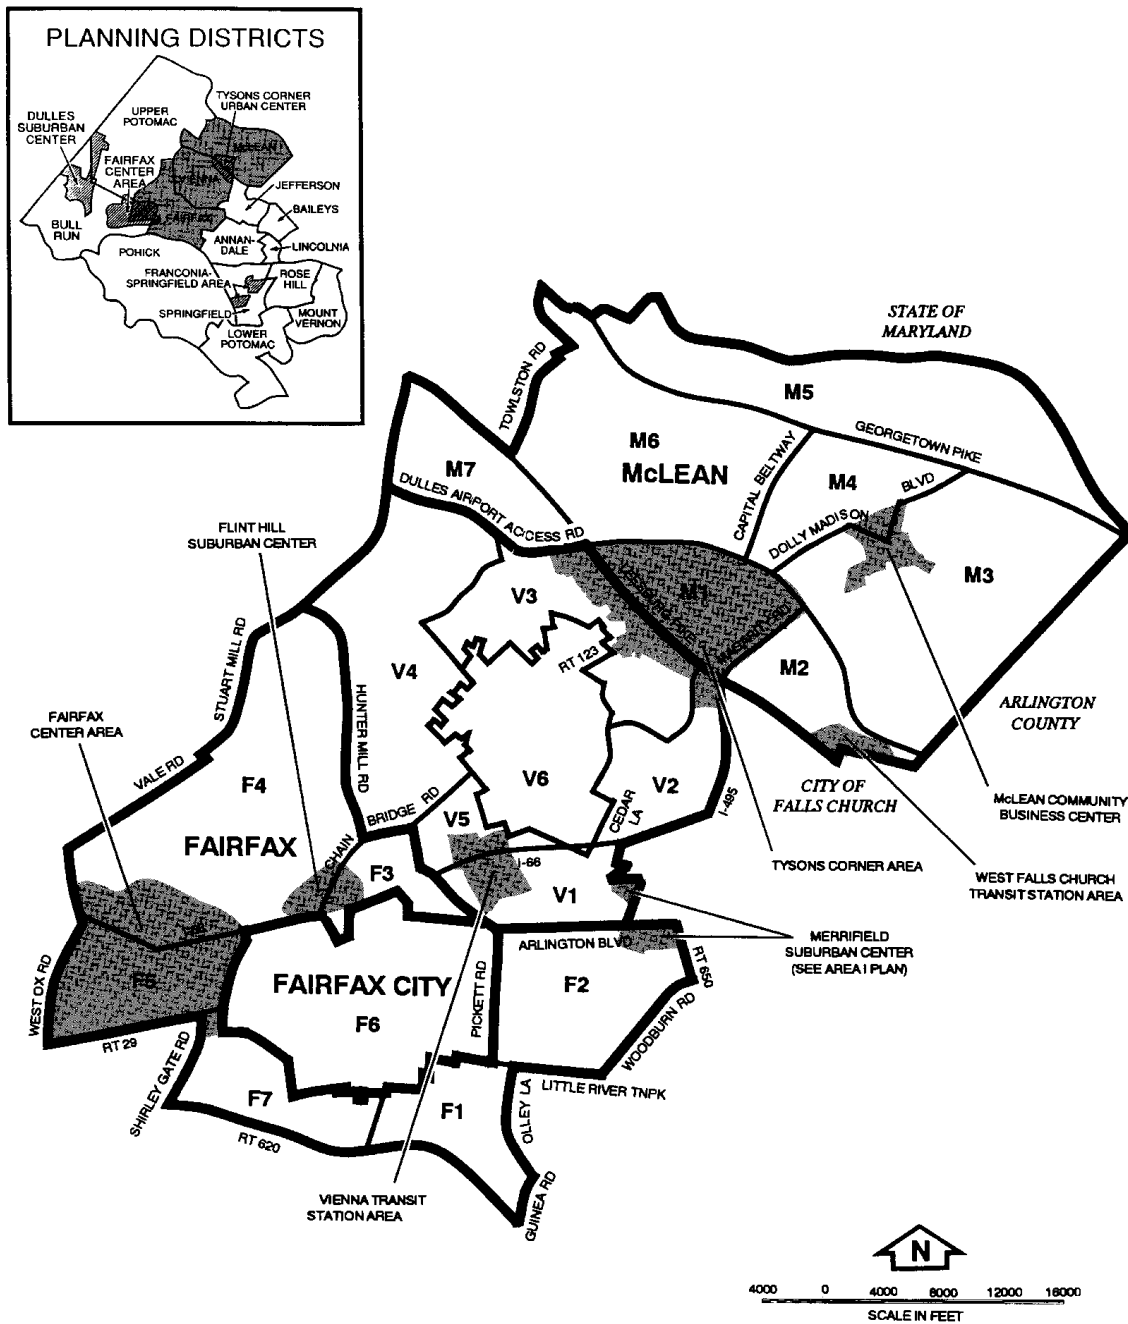 PLANNING DISTRICTS
TYSONS CORNER
URBAN CENTER
UPPER
POTOMAC
DULLES
SUBURBAN
CENTER
McLEAN
FAIRFAX
CENTER
AREA
VIENNA
JEFFERSON
BAILEYS
FAIRFAX
BULL
RUN
ANNAN-
DALE
LINCOLNIA
POHICK
FRANCONIA-
SPRINGFIELD AREA
ROSE
HILL
SPRINGFIELD
MOUNT
VERNON
LOWER
POTOMAC
STATE OF
MARYLAND
TOWLSTON RD
M5
M6
McLEAN
GEORGETOWN PIKE
CAPITAL BELTWAY
M4
BLVD
DOLLY MADISON
M7
DULLES AIRPORT ACCESS RD
FLINT HILL
SUBURBAN CENTER
M3
M1
LEESBURG PIKE
MAGARITY RD
V3
RT 123
M2
V4
STUART MILL RD
HUNTER MILL RD
ARLINGTON
COUNTY
FAIRFAX
CENTER AREA
VALE RD
F4
V6
V2
I-495
CITY OF
FALLS CHURCH
McLEAN COMMUNITY
BUSINESS CENTER
BRIDGE RD
V5
CEDAR
LA
FAIRFAX
CHAIN
F3
I-66
TYSONS CORNER AREA
WEST FALLS CHURCH
TRANSIT STATION AREA
V1
MERRIFIELD
SUBURBAN CENTER
(SEE AREA I PLAN)
ARLINGTON BLVD
RT 650
WEST OX RD
F5
FAIRFAX CITY
PICKETT RD
F2
F6
WOODBURN RD
RT 29
SHIRLEY GATE RD
LITTLE RIVER TNPK
F7
F1
OLLEY LA
RT 620
GUINEA RD
VIENNA TRANSIT
STATION AREA
N
4000 0 4000 8000 12000 16000
SCALE IN FEET